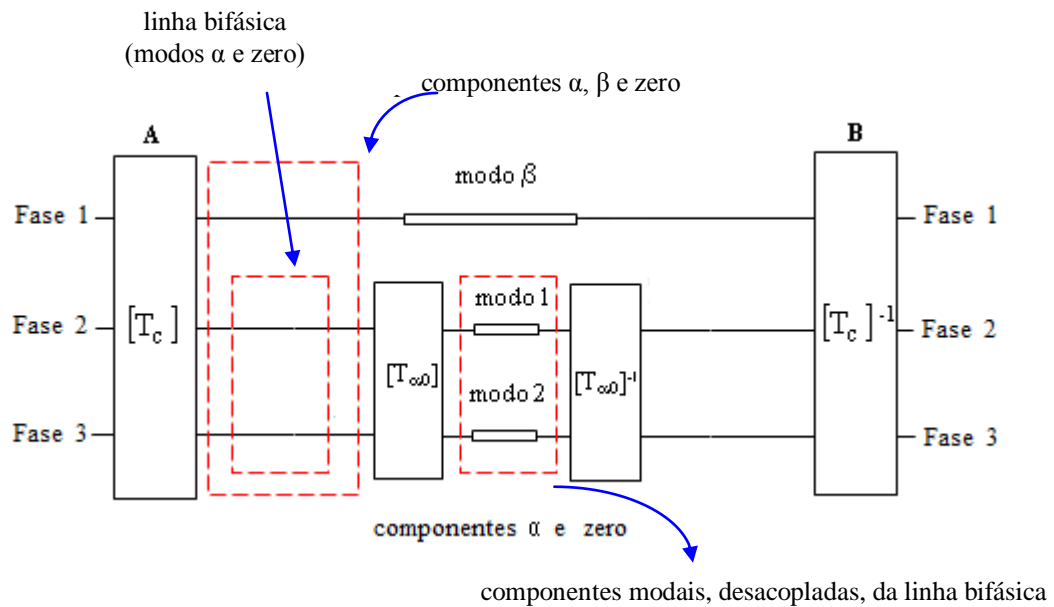 linha bifásica
(modos α e zero)
componentes α, β e zero
A
B
modo β
Fase 1
Fase 1
[Tc]
modo 1
[Tc]-1
Fase 2
Fase 2
[Tα0]
[Tα0]-1
modo 2
Fase 3
Fase 3
componentes α e zero
componentes modais, desacopladas, da linha bifásica